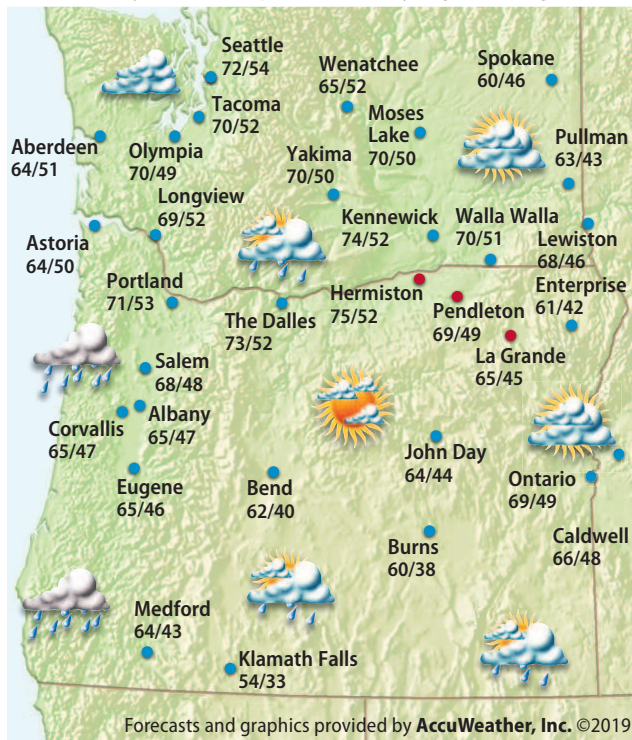 Seattle
72/54
Wenatchee
65/52
Spokane
60/46
Tacoma
70/52
Moses
Lake
70/50
Aberdeen
64/51
Olympia
70/49
Yakima
70/50
Pullman
63/43
Longview
69/52
Kennewick
74/52
Walla Walla
70/51
Lewiston
68/46
Astoria
64/50
Portland
71/53
The Dalles
73/52
Hermiston
75/52
Pendleton
69/49
Enterprise
61/42
La Grande
65/45
Salem
68/48
Albany
65/47
Corvallis
65/47
John Day
64/44
Ontario
69/49
Eugene
65/46
Bend
62/40
Caldwell
66/48
Burns
60/38
Medford
64/43
Klamath Falls
54/33
Forecasts and graphics provided by AccuWeather, Inc. ©2019